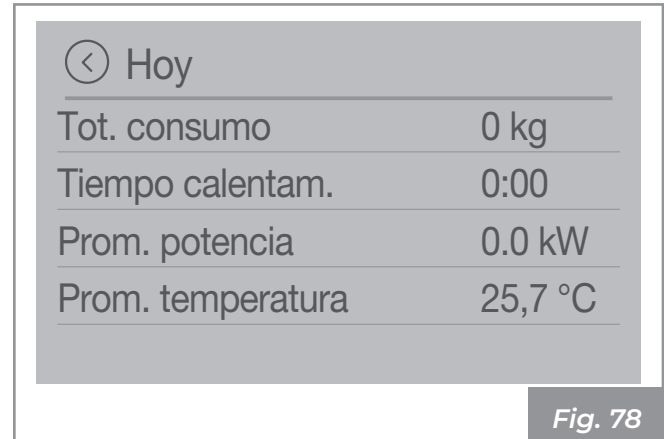 Hoy
Tot. consumo 0 kg
Tiempo calentam. 0:00
Prom. potencia 0.0 kW
Prom. temperatura 25,7 °C
Fig. 78